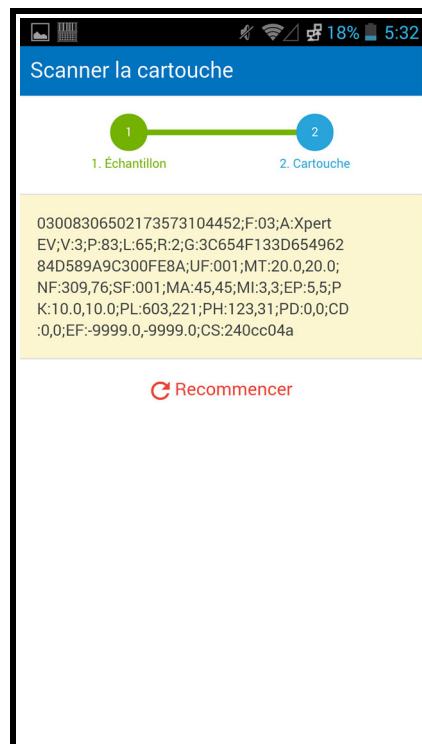 18% 5:32
Scanner la cartouche
1 2
1. Échantillon 2. Cartouche
03008306502173573104452;F:03;A:Xpert
EV;V:3;P:83;L:65;R:2;G:3C654F133D654962
84D589A9C300FE8A;UF:001;MT:20.0,20.0;
NF:309,76;SF:001;MA:45,45;MI:3,3;EP:5,5;P
K:10.0,10.0;PL:603,221;PH:123,31;PD:0,0;CD
:0,0;EF:-9999.0,-9999.0;CS:240cc04a
Recommencer